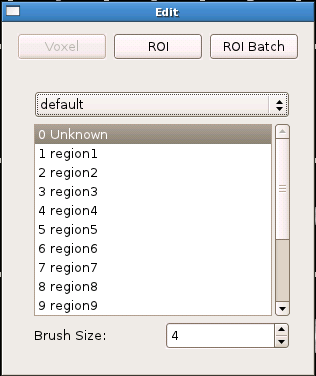 Edit
Voxel ROI ROI Batch
default
0 Unknown
1 region1
2 region2
3 region3
4 region4
5 region5
6 region6
7 region7
8 region8
9 region9
Brush Size: 4